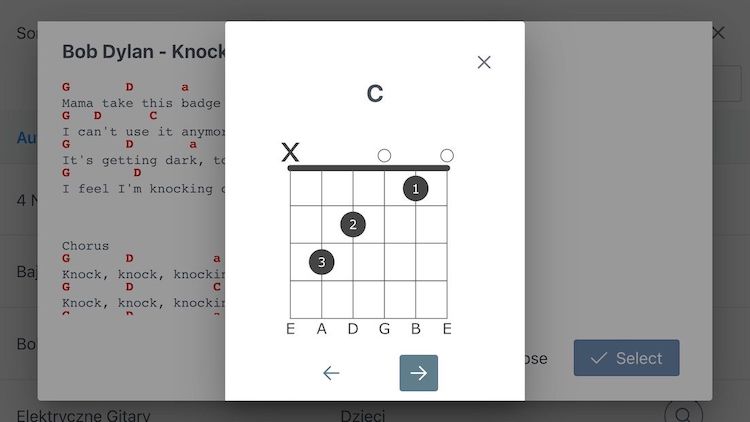 So
Bob Dylan - Knock
C
G D a
Mama take this badge
G D C
I can't use it anymor
G D a
It's getting dark, to
G D
I feel I'm knocking
Chorus
G D a
Knock, knock, knockin
G D C
Knock, knock, knockin
G D a
X
1
2
3
E A D G B E
Au
4 N
Baj
Bo
ose
Select
Elektryczne Gitary
Dzieci